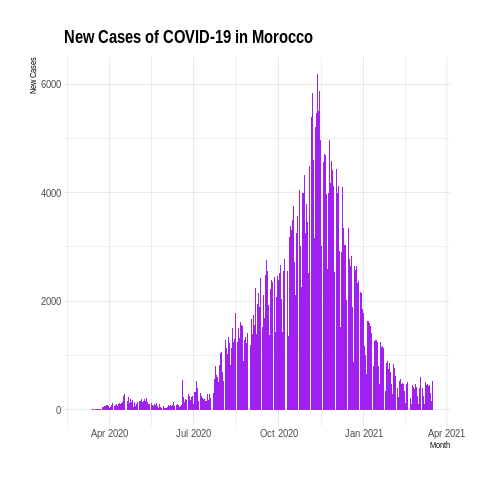 New Cases of COVID-19 in Morocco
New Cases
6000
4000
2000
0
Apr 2020
Jul 2020
Oct 2020
Jan 2021
Apr 2021
Month